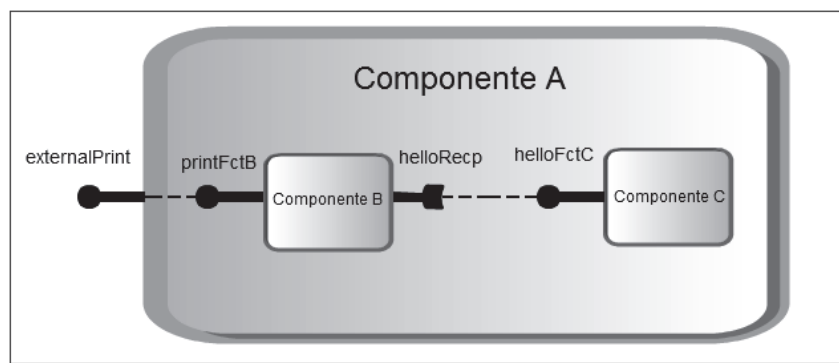 Componente A
externalPrint
printFctB
helloRecp
helloFctC
Componente B
Componente C